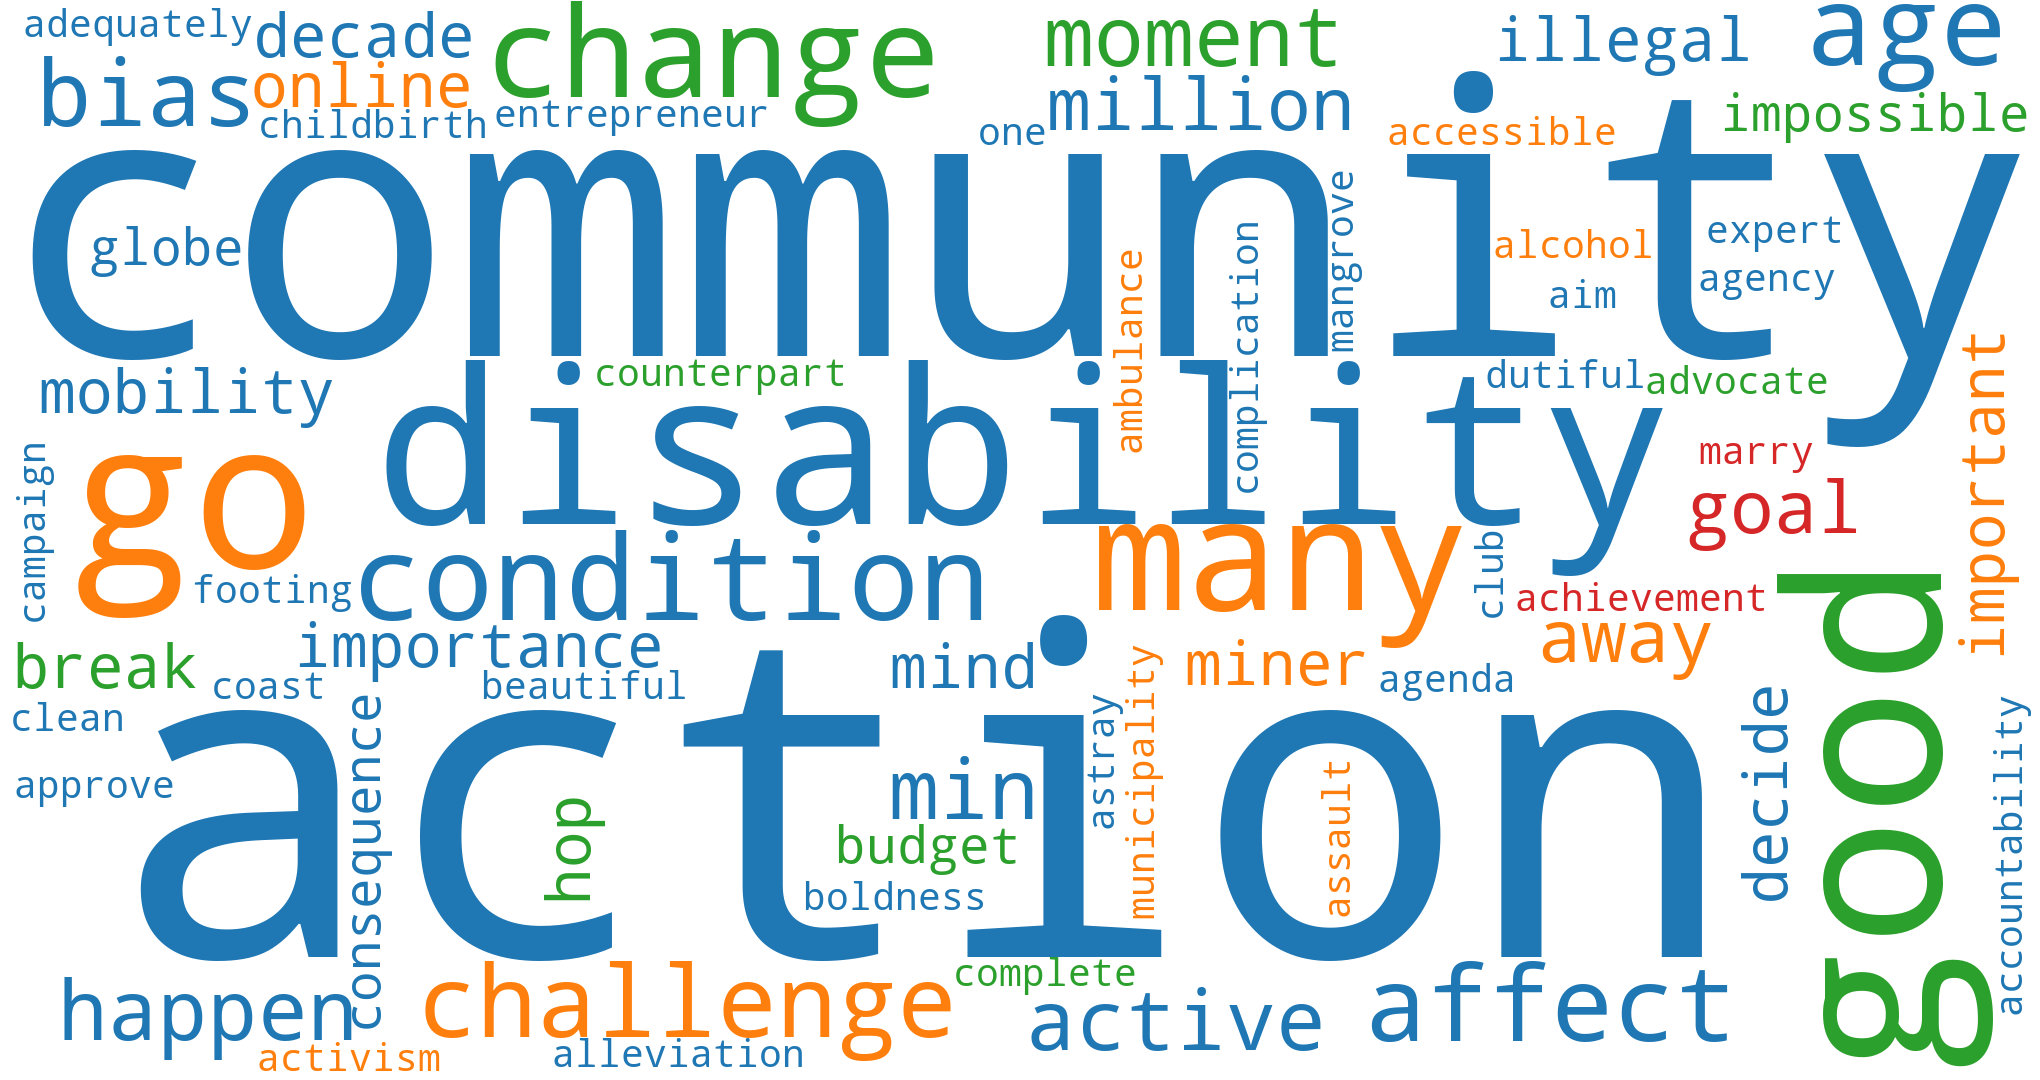 adequately
decade
change
moment
illegal
age
bias
online
million
impossible
childbirth
entrepreneur
one
accessible
community
globe
mangrove
complication
ambulance
alcohol
expert
aim
agency
mobility
disability
counterpart
dutiful
advocate
important
campaign
go
marry
goal
footing
condition
many
club
achievement
good
importance
away
break
coast
beautiful
mind
miner
agenda
clean
action
approve
consequence
hop
min
budget
boldness
astray
municipality
assault
decide
accountability
happen
challenge
complete
active
affect
activism
alleviation